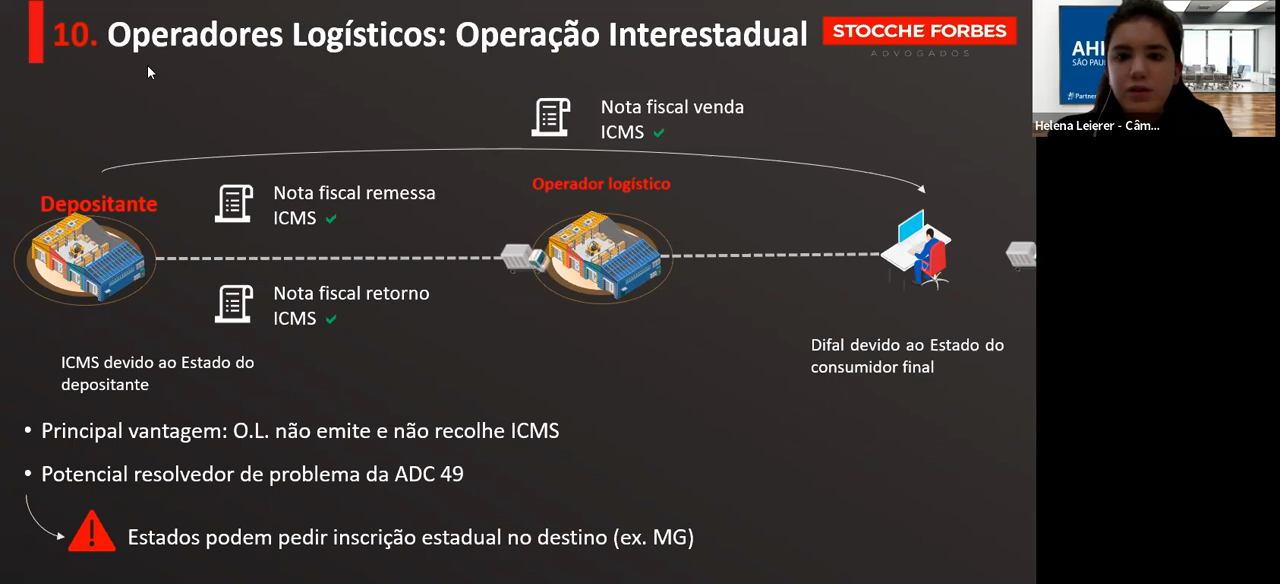 10. Operadores Logísticos: Operação Interestadual
STOCCHE FORBES
ADVOGADOS
AHK
SÃO PAU
Partner
Helena Leierer - Câm...
Nota fiscal venda
ICMS ✓
Depositante
Nota fiscal remessa
ICMS ✓
Operador logístico
Nota fiscal retorno
ICMS ✓
ICMS devido ao Estado do
depositante
Difal devido ao Estado do
consumidor final
• Principal vantagem: O.L. não emite e não recolhe ICMS
• Potencial resolvedor de problema da ADC 49
Estados podem pedir inscrição estadual no destino (ex. MG)